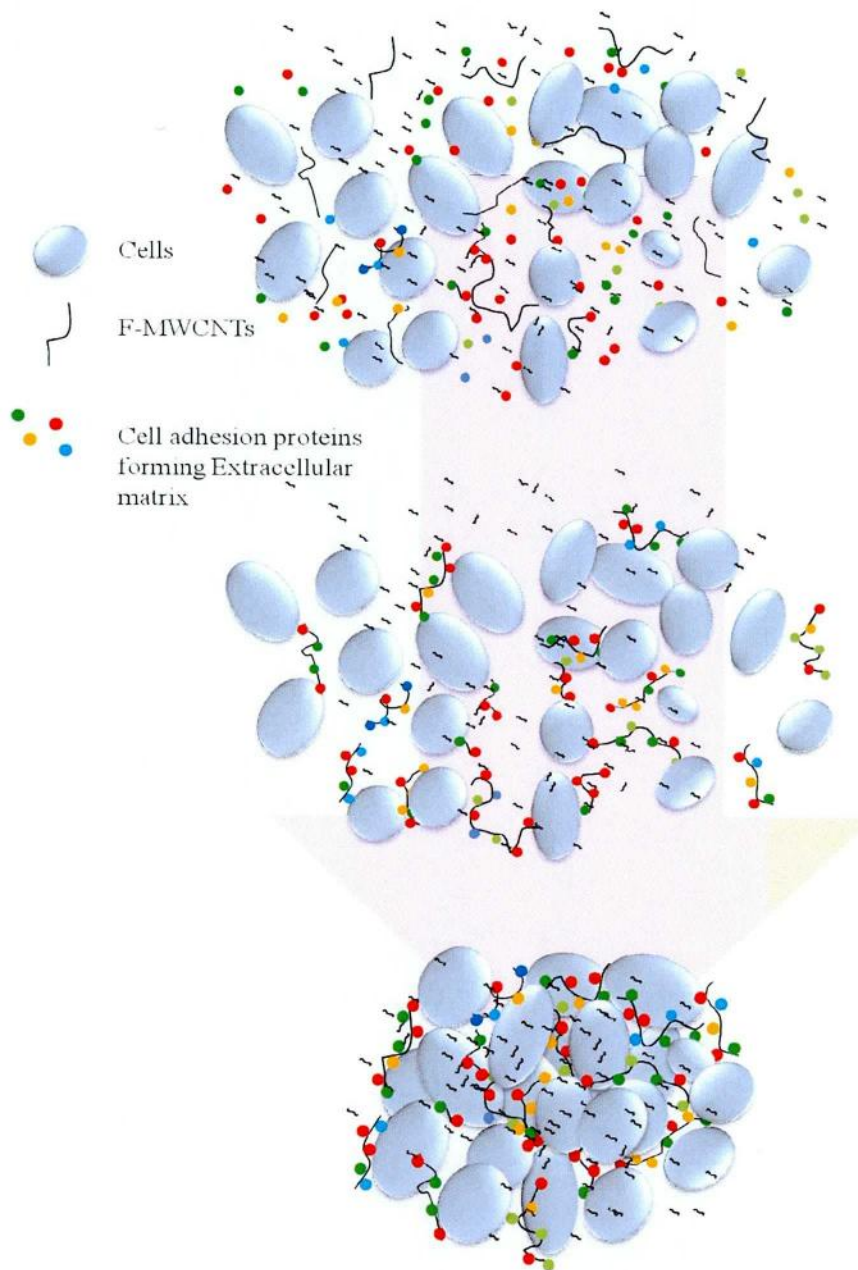 Cells
F-MWCNTs
Cell adhesion proteins
forming Extracellular
matrix